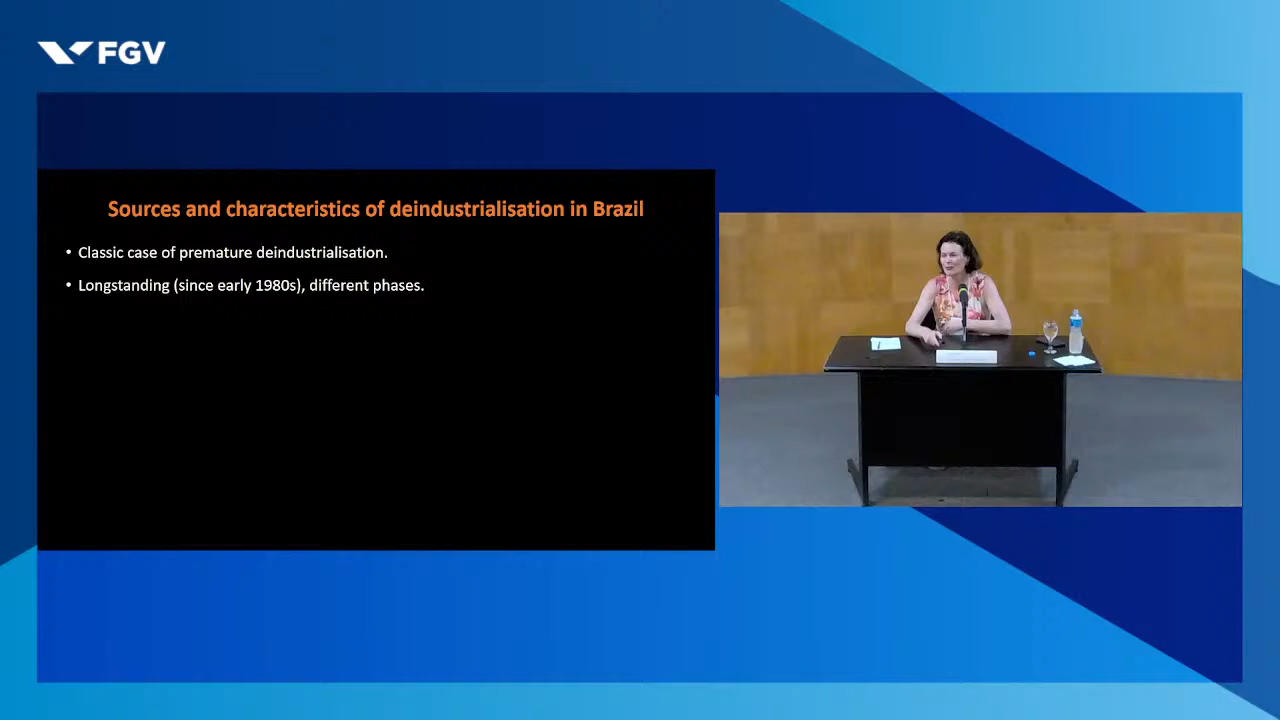 FGV
Sources and characteristics of deindustrialisation in Brazil
• Classic case of premature deindustrialisation.
• Longstanding (since early 1980s), different phases.